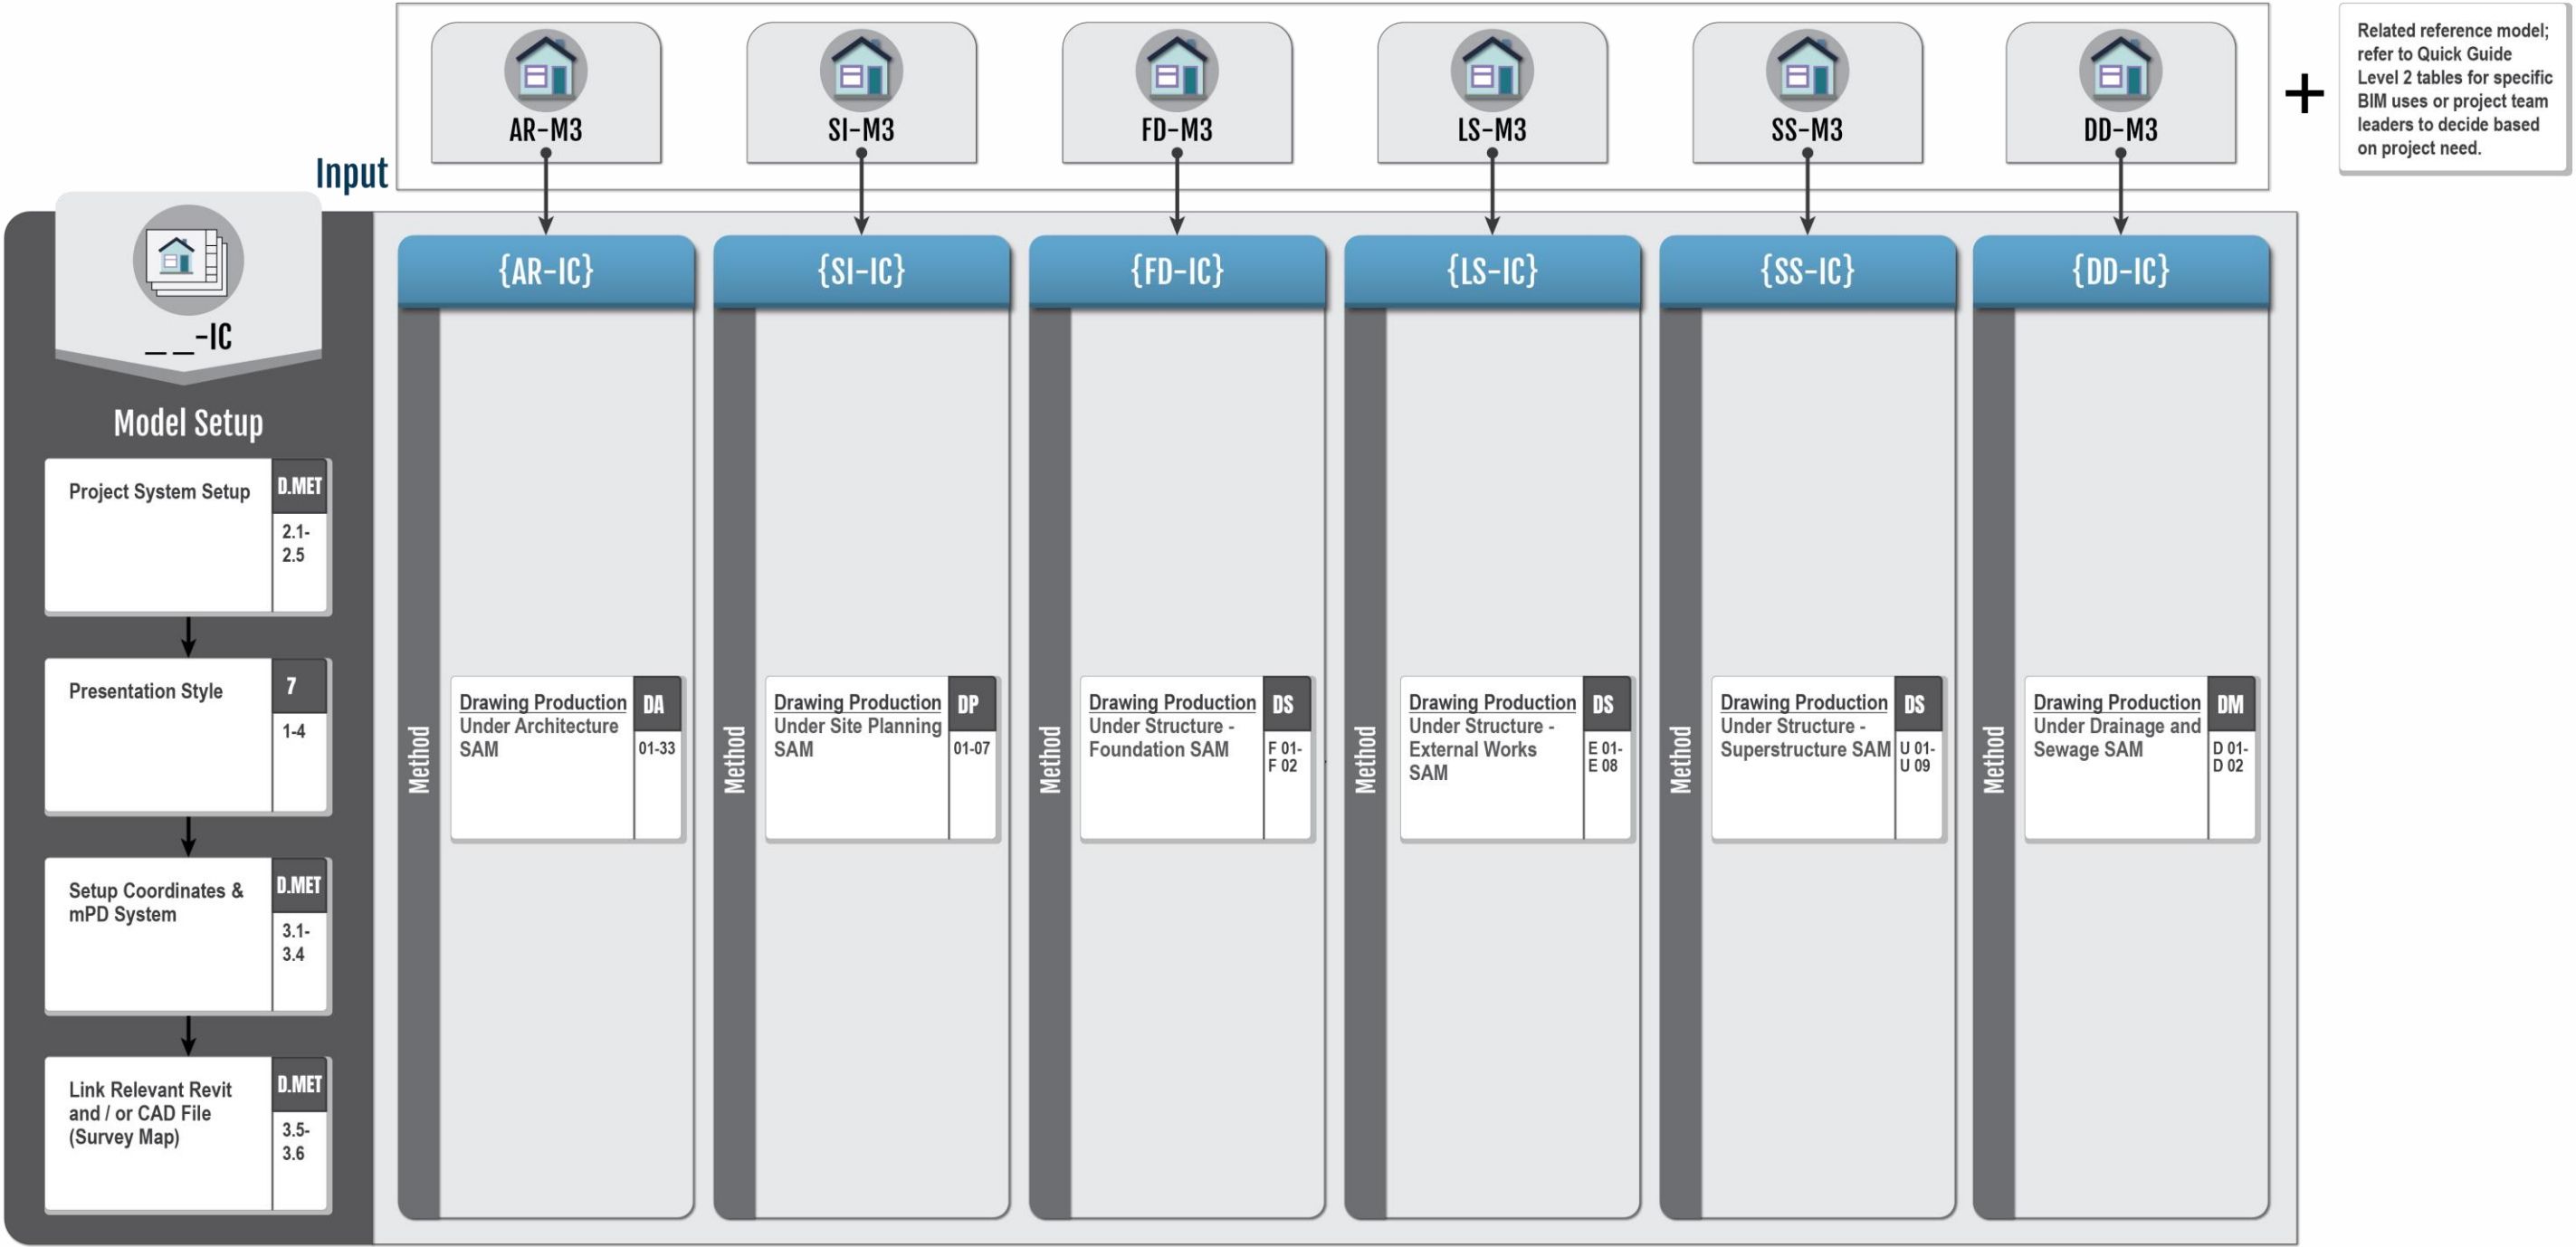 Input
AR-M3
SI-M3
FD-M3
LS-M3
SS-M3
DD-M3
+
Related reference model;
refer to Quick Guide
Level 2 tables for specific
BIM uses or project team
leaders to decide based
on project need.
_ _-IC
Model Setup
Project System Setup
D.MET
2.1-
2.5
Presentation Style
7
1-4
Setup Coordinates &
mPD System
D.MET
3.1-
3.4
Link Relevant Revit
and / or CAD File
(Survey Map)
D.MET
3.5-
3.6
{AR-IC}
Method
Drawing Production
Under Architecture
SAM
DA
01-33
{SI-IC}
Method
Drawing Production
Under Site Planning
SAM
DP
01-07
{FD-IC}
Method
Drawing Production
Under Structure -
Foundation SAM
DS
F 01-
F 02
{LS-IC}
Method
Drawing Production
Under Structure -
External Works
SAM
DS
E 01-
E 08
{SS-IC}
Method
Drawing Production
Under Structure -
Superstructure SAM
DS
U 01-
U 09
{DD-IC}
Method
Drawing Production
Under Drainage and
Sewage SAM
DM
D 01-
D 02